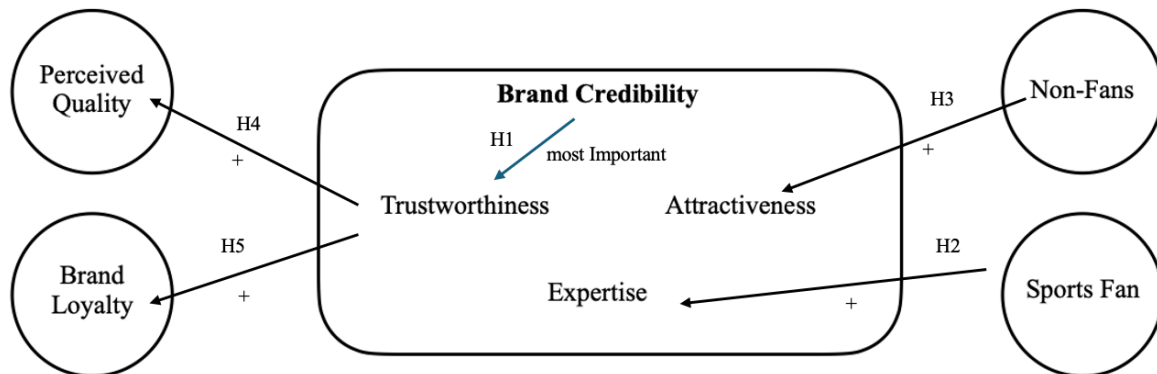 Perceived
Quality
H4
+
Brand
Loyalty
H5
+
Brand Credibility
H1
most Important
Trustworthiness
Attractiveness
Expertise
H3
+
Non-Fans
H2
+
Sports Fan